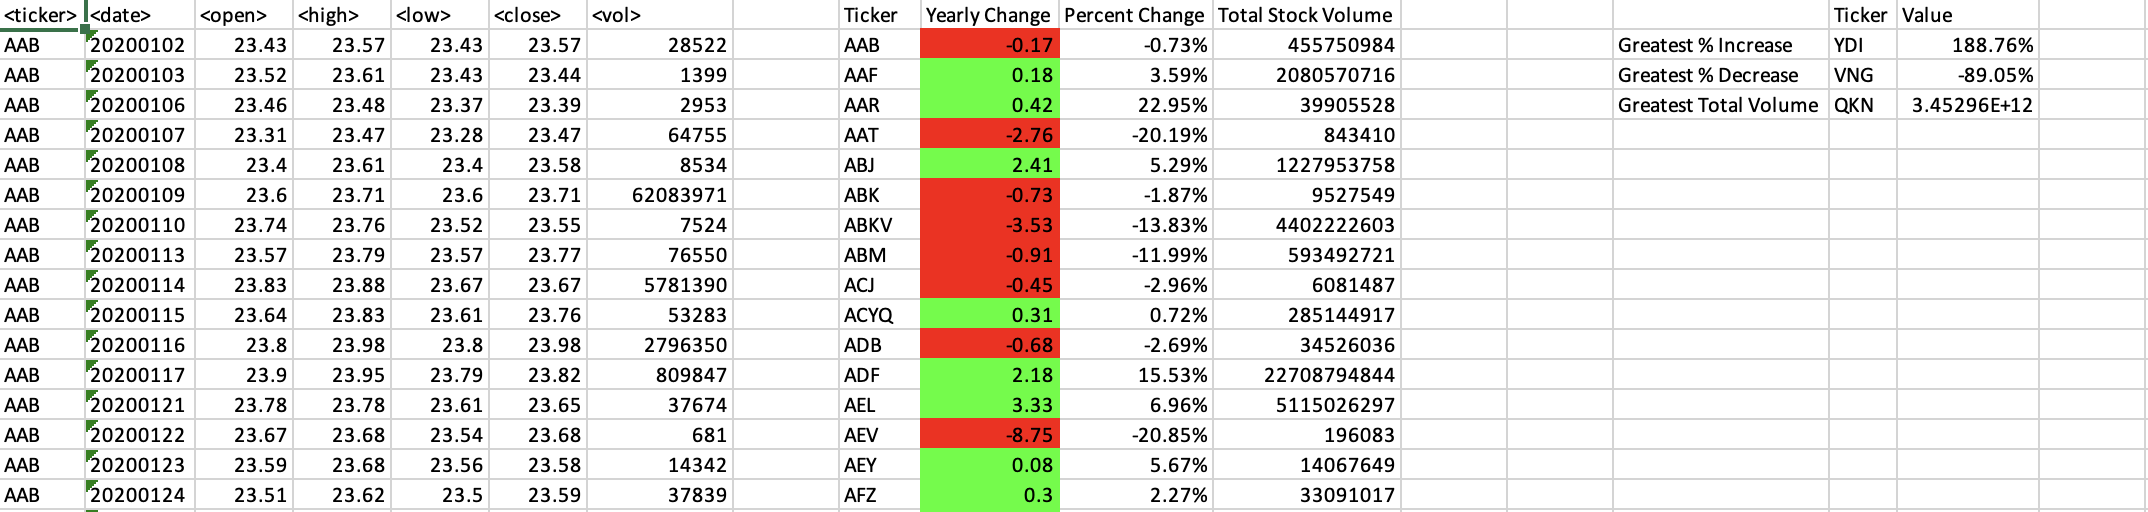 <ticker> <date> <open> <high> <low> <close> <vol> Ticker Yearly Change Percent Change Total Stock Volume Ticker Value
AAB 20200102 23.43 23.57 23.43 23.57 28522 AAB -0.17 -0.73% 455750984 Greatest % Increase YDI 188.76%
AAB 20200103 23.52 23.61 23.43 23.44 1399 AAF 0.18 3.59% 2080570716 Greatest % Decrease VNG -89.05%
AAB 20200106 23.46 23.48 23.37 23.39 2953 AAR 0.42 22.95% 39905528 Greatest Total Volume QKN 3.45296E+12
AAB 20200107 23.31 23.47 23.28 23.47 64755 AAT -2.76 -20.19% 843410
AAB 20200108 23.4 23.61 23.4 23.58 8534 ABJ 2.41 5.29% 1227953758
AAB 20200109 23.6 23.71 23.6 23.71 62083971 ABK -0.73 -1.87% 9527549
AAB 20200110 23.74 23.76 23.52 23.55 7524 ABKV -3.53 -13.83% 4402222603
AAB 20200113 23.57 23.79 23.57 23.77 76550 ABM -0.91 -11.99% 593492721
AAB 20200114 23.83 23.88 23.67 23.67 5781390 ACJ -0.45 -2.96% 6081487
AAB 20200115 23.64 23.83 23.61 23.76 53283 ACYQ 0.31 0.72% 285144917
AAB 20200116 23.8 23.98 23.8 23.98 2796350 ADB -0.68 -2.69% 34526036
AAB 20200117 23.9 23.95 23.79 23.82 809847 ADF 2.18 15.53% 22708794844
AAB 20200121 23.78 23.78 23.61 23.65 37674 AEL 3.33 6.96% 5115026297
AAB 20200122 23.67 23.68 23.54 23.68 681 AEV -8.75 -20.85% 196083
AAB 20200123 23.59 23.68 23.56 23.58 14342 AEY 0.08 5.67% 14067649
AAB 20200124 23.51 23.62 23.5 23.59 37839 AFZ 0.3 2.27% 33091017